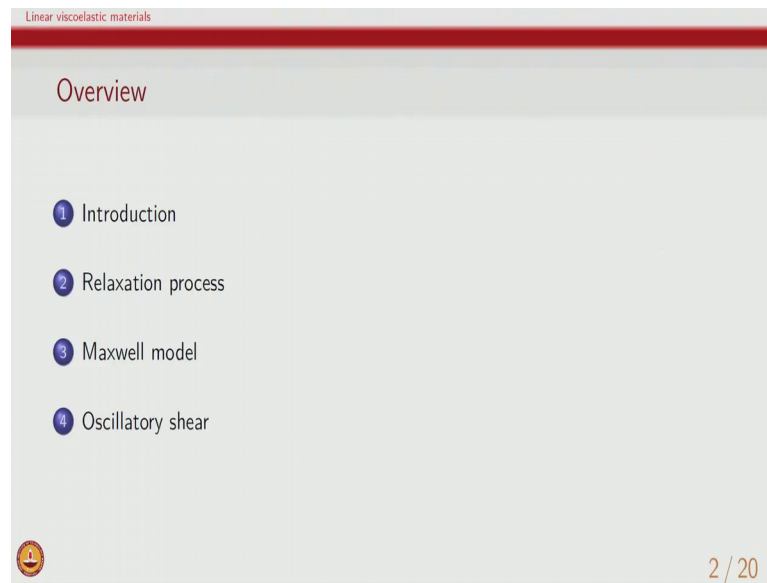 Linear viscoelastic materials
Overview
1 Introduction
2 Relaxation process
3 Maxwell model
4 Oscillatory shear
2 / 20